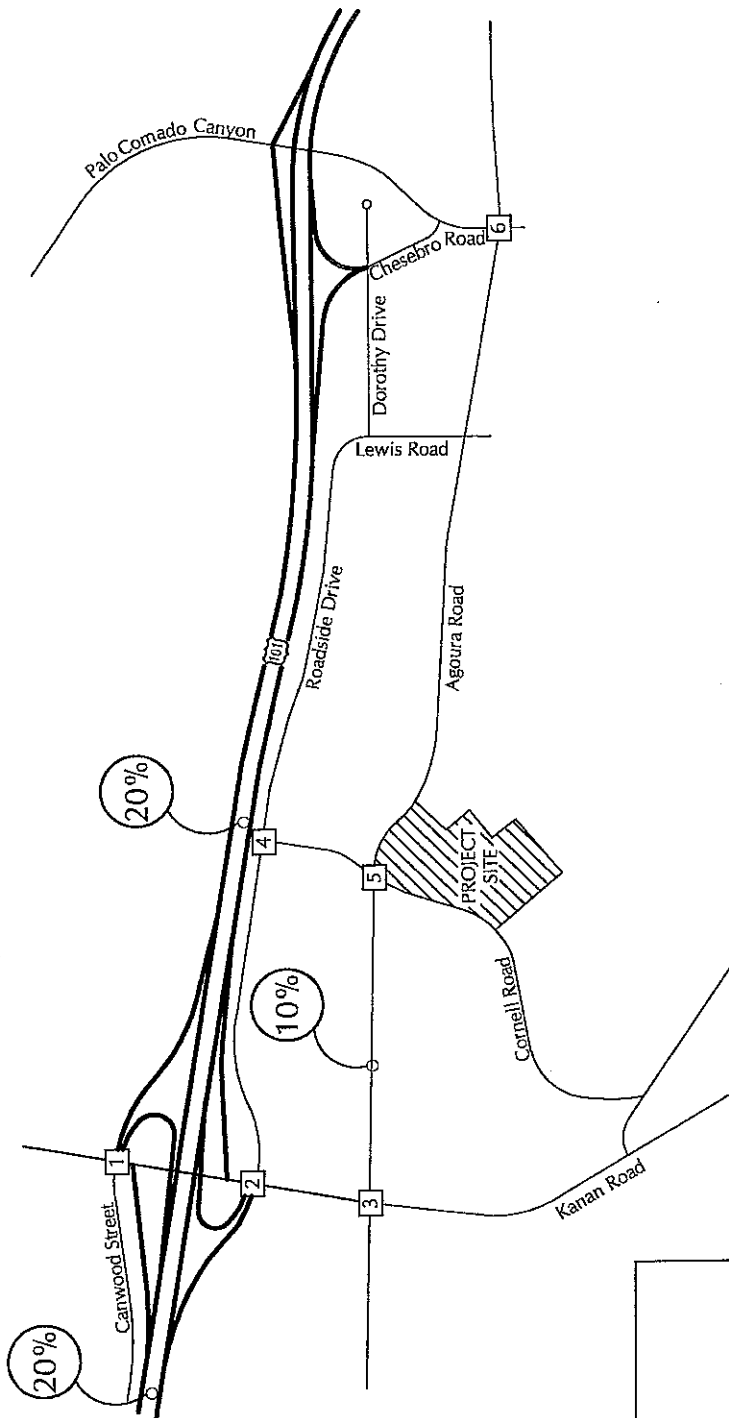 Palo Comado Canyon
Chesebro Road
6
Dorothy Drive
Lewis Road
101
Roadside Drive
Agoura Road
20%
4
5
PROJECT
SITE
10%
Cornell Road
1
Canwood Street
2
3
Kanan Road
20%